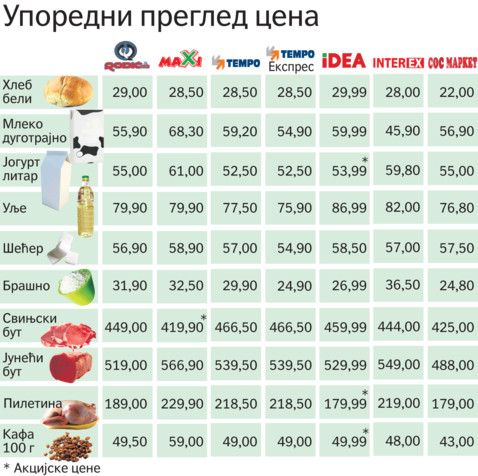 Упоредни преглед цена
RODIĆ MAXI TEMPO TEMPO Експрес IDEA INTEREX СОС МАРКЕТ
Хлеб бели 29,00 28,50 28,50 28,50 29,99 28,00 22,00
Млеко дуготрајно 55,90 68,30 59,20 54,90 59,99 45,90 56,90
Јогурт литар 55,00 61,00 52,50 52,50 53,99* 59,80 55,00
Уље 79,90 79,90 77,50 75,90 86,99 82,00 76,80
Шећер 56,90 58,90 57,00 54,90 58,50 57,00 57,50
Брашно 31,90 32,50 29,90 24,90 26,99 36,50 24,80
Свињски бут 449,00 419,90* 466,50 466,50 459,99 444,00 425,00
Јунећи бут 519,00 566,90 539,50 539,50 529,99 549,00 488,00
Пилетина 189,00 229,90 218,50 218,50 179,99* 219,00 179,00
Кафа 100 г 49,50 59,00 49,00 49,00 49,99* 48,00 43,00
* Акцијске цене